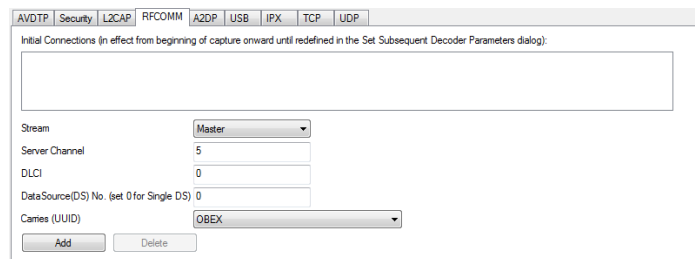 AVDTP Security L2CAP RFCOMM A2DP USB IPX TCP UDP
Initial Connections (in effect from beginning of capture onward until redefined in the Set Subsequent Decoder Parameters dialog):
Stream Master
Server Channel 5
DLCI 0
DataSource(DS) No. (set 0 for Single DS) 0
Carries (UUID) OBEX
Add Delete